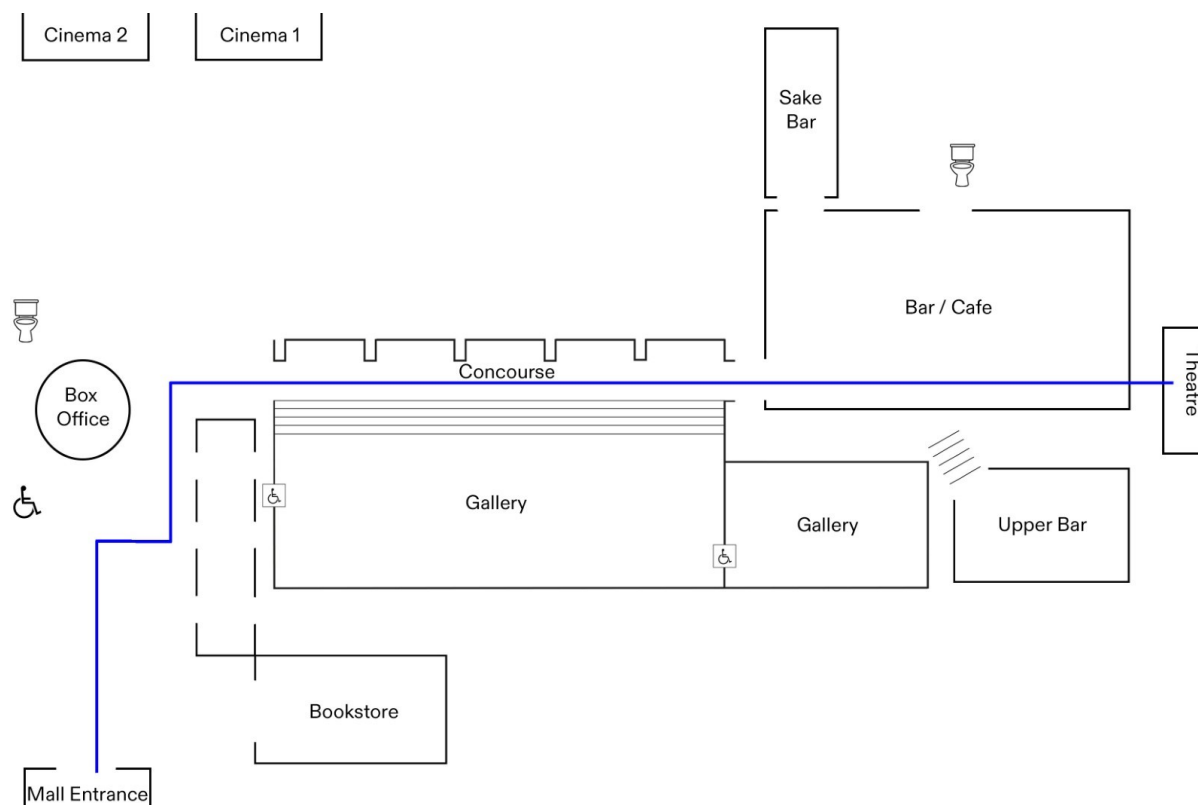 Cinema 2
Cinema 1
Sake
Bar
Bar / Cafe
Theatre
Concourse
Box
Office
Gallery
Gallery
Upper Bar
Bookstore
Mall Entrance